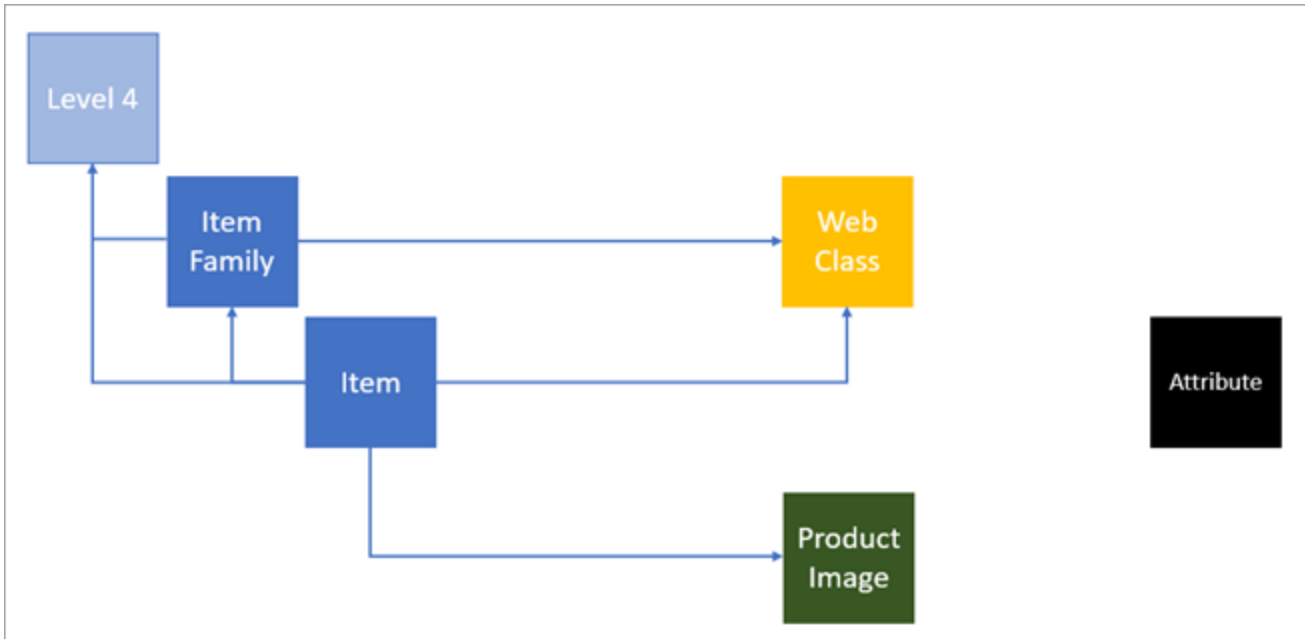 Level 4
Item
Family
Web
Class
Item
Attribute
Product
Image